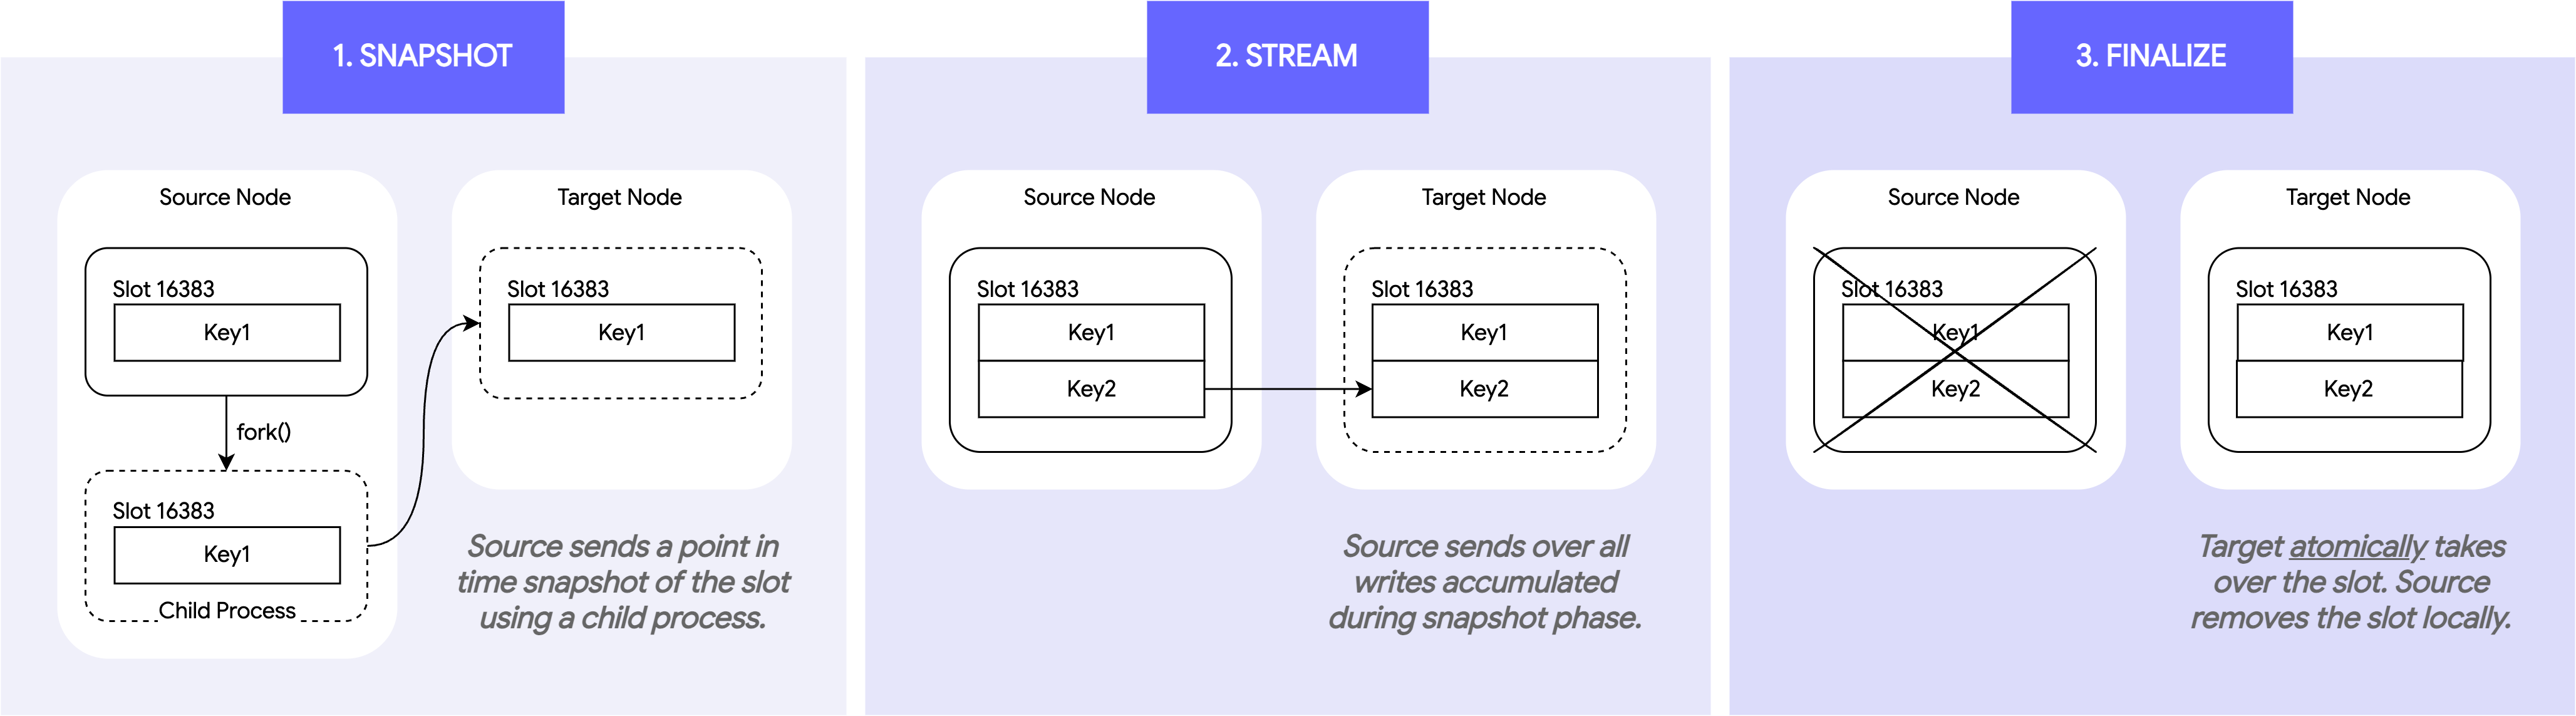 1. SNAPSHOT
Source Node
Slot 16383
Key1
fork()
Slot 16383
Key1
Child Process
Target Node
Slot 16383
Key1
Source sends a point in
time snapshot of the slot
using a child process.
2. STREAM
Source Node
Slot 16383
Key1
Key2
Target Node
Slot 16383
Key1
Key2
Source sends over all
writes accumulated
during snapshot phase.
3. FINALIZE
Source Node
Slot 16383
Key1
Key2
Target Node
Slot 16383
Key1
Key2
Target atomically takes
over the slot. Source
removes the slot locally.